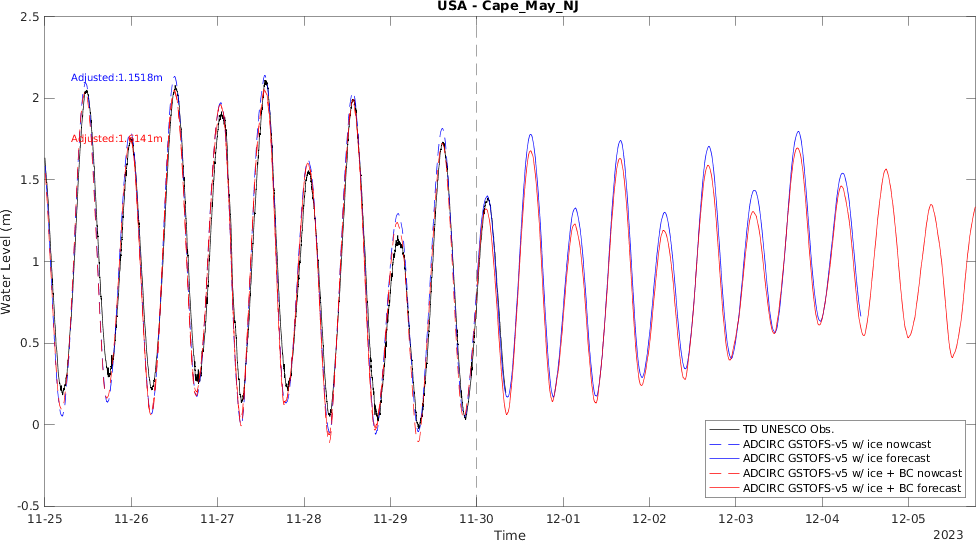 USA - Cape_May_NJ
2.5
2
1.5
1
0.5
0
-0.5
Water Level (m)
Adjusted:1.1518m
11-25 11-26 11-27 11-28 11-29 11-30 12-01 12-02 12-03 12-04 12-05
Time
2023
TD UNESCO Obs.
ADCIRC GSTOFS-v5 w/ ice nowcast
ADCIRC GSTOFS-v5 w/ ice forecast
ADCIRC GSTOFS-v5 w/ ice + BC nowcast
ADCIRC GSTOFS-v5 w/ ice + BC forecast